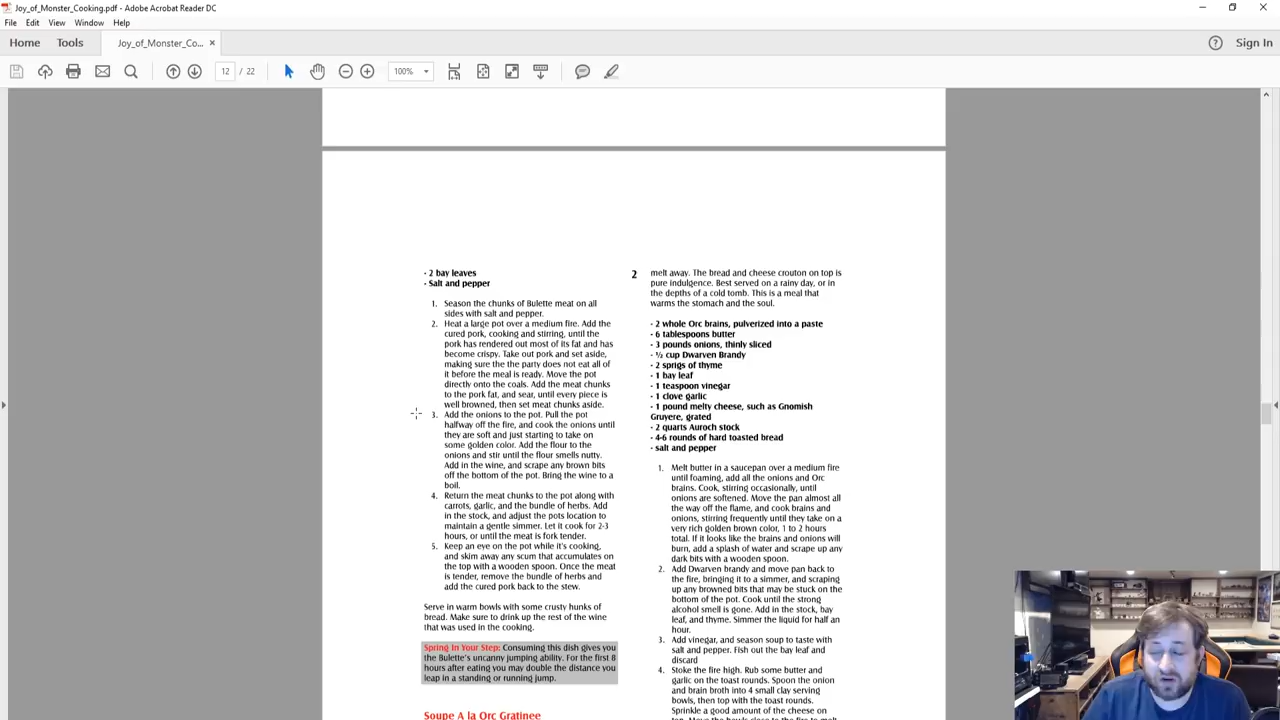 Joy_of_Monster_Cooking.pdf - Adobe Acrobat Reader DC
File Edit View Window Help
Home Tools Joy_of_Monster_Co... × Sign In
12 / 22 100%
- 2 bay leaves
- Salt and pepper
1. Season the chunks of Bulette meat on all
sides with salt and pepper.
2. Heat a large pot over a medium fire. Add the
cured pork, cooking and stirring, until the
pork has rendered out most of its fat and has
become crispy. Take out pork and set aside,
making sure the the party does not eat all of
it before the meal is ready. Move the pot
directly onto the coals. Add the meat chunks
to the pork fat, and sear, until every piece is
well browned, then set meat chunks aside.
3. Add the onions to the pot. Pull the pot
halfway off the fire, and cook the onions until
they are soft and just starting to take on
some golden color. Add the flour to the
onions and stir until the flour smells nutty.
Add in the wine, and scrape any brown bits
off the bottom of the pot. Bring the wine to a
boil.
4. Return the meat chunks to the pot along with
carrots, garlic, and the bundle of herbs. Add
in the stock, and adjust the pots location to
maintain a gentle simmer. Let it cook for 2-3
hours, or until the meat is fork tender.
5. Keep an eye on the pot while it's cooking,
and skim away any scum that accumulates on
the top with a wooden spoon. Once the meat
is tender, remove the bundle of herbs and
add the cured pork back to the stew.
Serve in warm bowls with some crusty hunks of
bread. Make sure to drink up the rest of the wine
that was used in the cooking.
Spring In Your Step: Consuming this dish gives you
the Bulette's uncanny jumping ability. For the first 8
hours after eating you may double the distance you
leap in a standing or running jump.
Soupe A la Orc Gratinee
2
melt away. The bread and cheese crouton on top is
pure indulgence. Best served on a rainy day, or in
the depths of a cold tomb. This is a meal that
warms the stomach and the soul.
- 2 whole Orc brains, pulverized into a paste
- 6 tablespoons butter
- 3 pounds onions, thinly sliced
- ½ cup Dwarven Brandy
- 2 sprigs of thyme
- 1 bay leaf
- 1 teaspoon vinegar
- 1 clove garlic
- 1 pound melty cheese, such as Gnomish
Gruyere, grated
- 2 quarts Auroch stock
- 4-6 rounds of hard toasted bread
- salt and pepper
1. Melt butter in a saucepan over a medium fire
until foaming, add all the onions and Orc
brains. Cook, stirring occasionally, until
onions are softened. Move the pan almost all
the way off the flame, and cook brains and
onions, stirring frequently until they take on a
very rich golden brown color, 1 to 2 hours
total. If it looks like the brains and onions will
burn, add a splash of water and scrape up any
dark bits with a wooden spoon.
2. Add Dwarven brandy and move pan back to
the fire, bringing it to a simmer, and scraping
up any browned bits that may be stuck on the
bottom of the pot. Cook until the strong
alcohol smell is gone. Add in the stock, bay
leaf, and thyme. Simmer the liquid for half an
hour.
3. Add vinegar, and season soup to taste with
salt and pepper. Fish out the bay leaf and
discard
4. Stoke the fire high. Rub some butter and
garlic on the toast rounds. Spoon the onion
and brain broth into 4 small clay serving
bowls, then top with the toast rounds.
Sprinkle a good amount of the cheese on